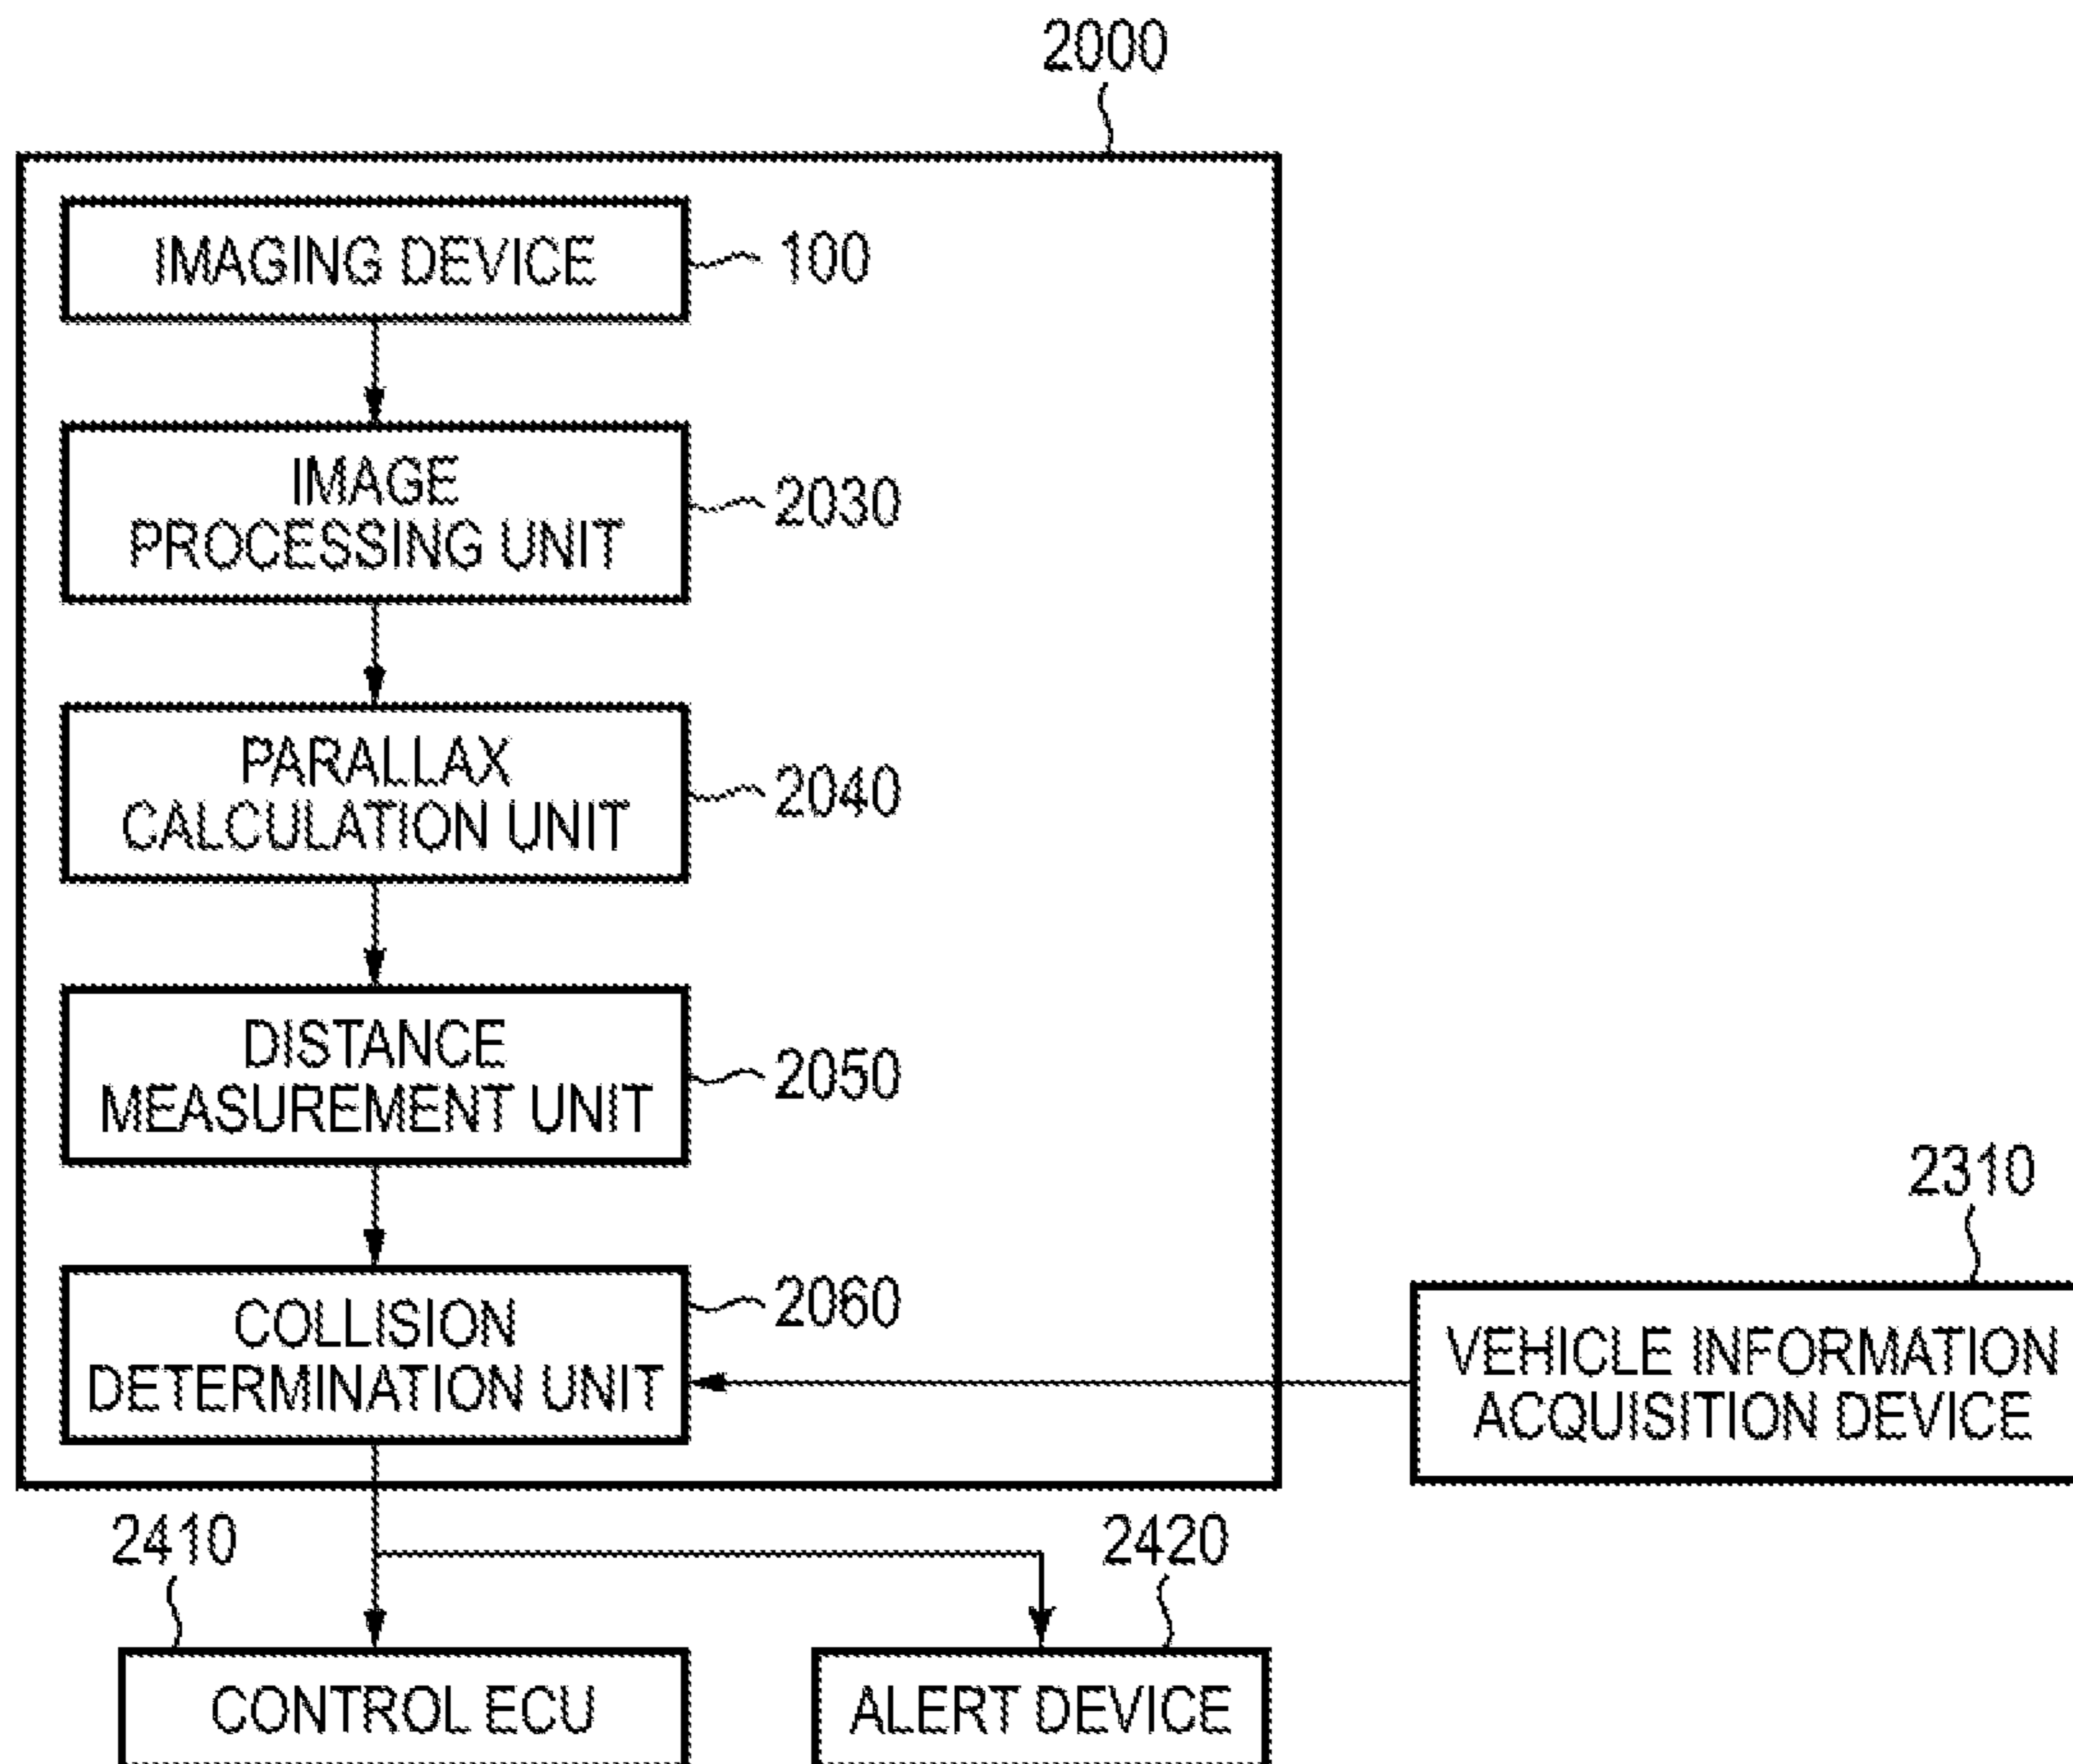 2000
IMAGING DEVICE
100
IMAGE
PROCESSING UNIT
2030
PARALLAX
CALCULATION UNIT
2040
DISTANCE
MEASUREMENT UNIT
2050
COLLISION
DETERMINATION UNIT
2060
2310
VEHICLE INFORMATION
ACQUISITION DEVICE
2410
CONTROL ECU
2420
ALERT DEVICE